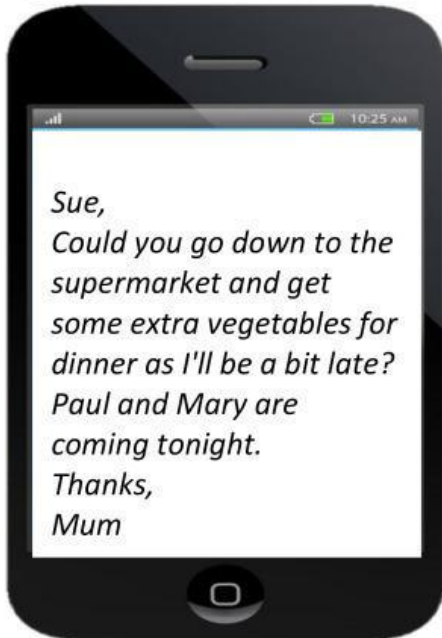 10:25 AM
Sue,
Could you go down to the
supermarket and get
some extra vegetables for
dinner as I'll be a bit late?
Paul and Mary are
coming tonight.
Thanks,
Mum